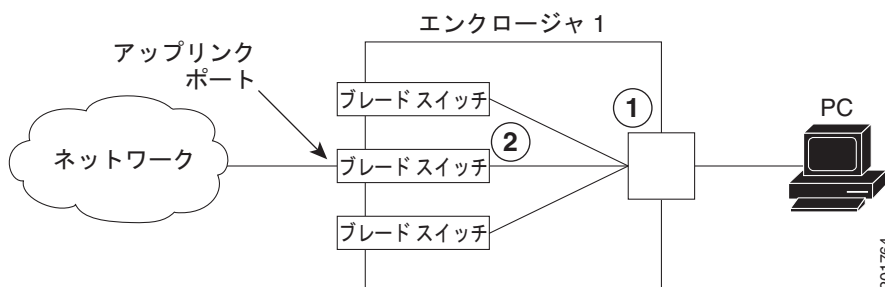 エンクロージャ 1
アップリンク
ポート
ブレード スイッチ
1
PC
ネットワーク
ブレード スイッチ
2
ブレード スイッチ
201764